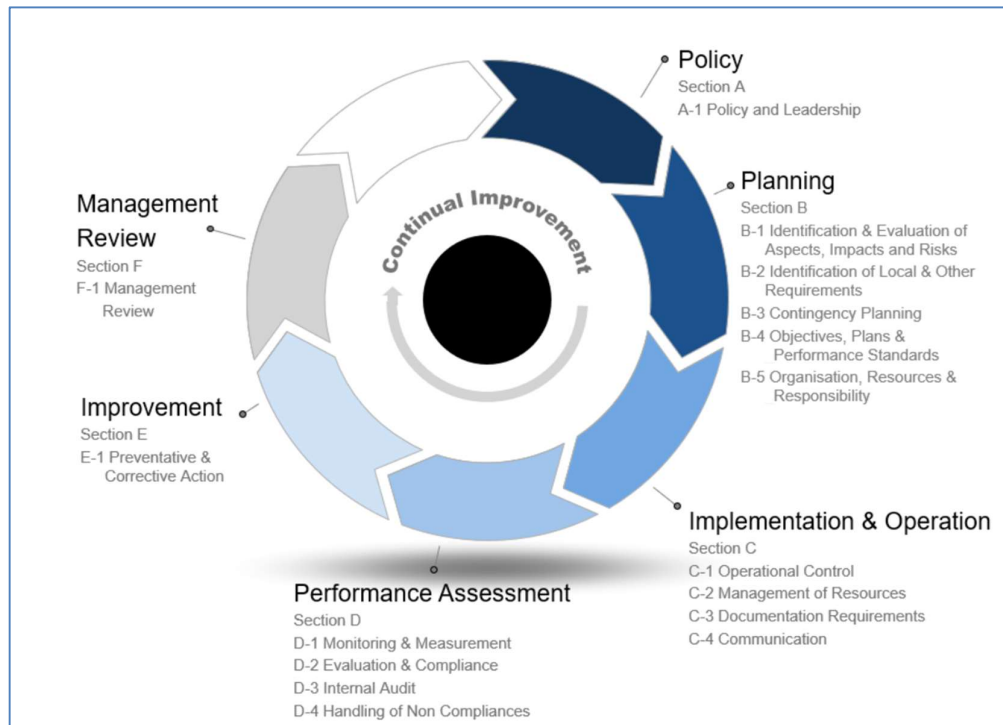 Policy
Section A
A-1 Policy and Leadership
Planning
Section B
B-1 Identification & Evaluation of
Aspects, Impacts and Risks
B-2 Identification of Local & Other
Requirements
B-3 Contingency Planning
B-4 Objectives, Plans &
Performance Standards
B-5 Organisation, Resources &
Responsibility
Implementation & Operation
Section C
C-1 Operational Control
C-2 Management of Resources
C-3 Documentation Requirements
C-4 Communication
Performance Assessment
Section D
D-1 Monitoring & Measurement
D-2 Evaluation & Compliance
D-3 Internal Audit
D-4 Handling of Non Compliances
Improvement
Section E
E-1 Preventative &
Corrective Action
Management
Review
Section F
F-1 Management
Review
Continual Improvement